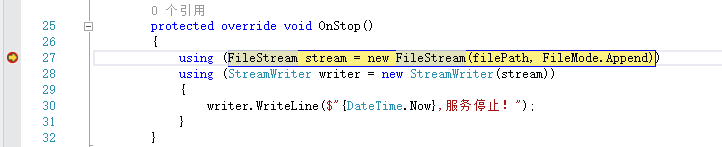 0 个引用
25 protected override void OnStop()
26 {
27 using (FileStream stream = new FileStream(filePath, FileMode.Append))
28 using (StreamWriter writer = new StreamWriter(stream))
29 {
30 writer.WriteLine($"{DateTime.Now},服务停止！");
31 }
32 }